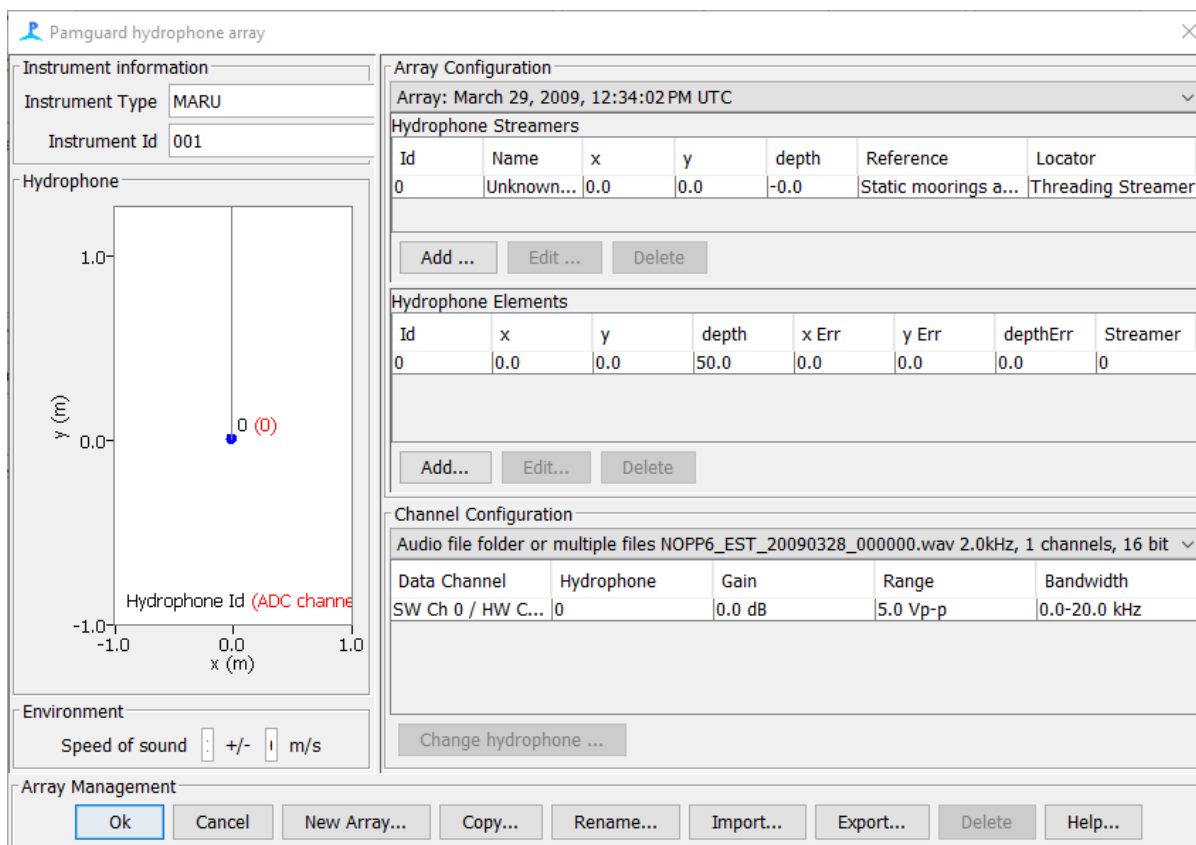 Pamguard hydrophone array
Instrument information
Instrument Type MARU
Instrument Id 001
Hydrophone
1.0
0.0
-1.0
y (m)
0 (0)
Hydrophone Id (ADC channe
-1.0 0.0 1.0
x (m)
Environment
Speed of sound +/- m/s
Array Configuration
Array: March 29, 2009, 12:34:02 PM UTC
Hydrophone Streamers
Id Name x y depth Reference Locator
0 Unknown... 0.0 0.0 -0.0 Static moorings a... Threading Streamer
Add ... Edit ... Delete
Hydrophone Elements
Id x y depth x Err y Err depthErr Streamer
0 0.0 0.0 50.0 0.0 0.0 0.0 0
Add... Edit... Delete
Channel Configuration
Audio file folder or multiple files NOPP6_EST_20090328_000000.wav 2.0kHz, 1 channels, 16 bit
Data Channel Hydrophone Gain Range Bandwidth
SW Ch 0 / HW C... 0 0.0 dB 5.0 Vp-p 0.0-20.0 kHz
Change hydrophone ...
Array Management
Ok Cancel New Array... Copy... Rename... Import... Export... Delete Help...